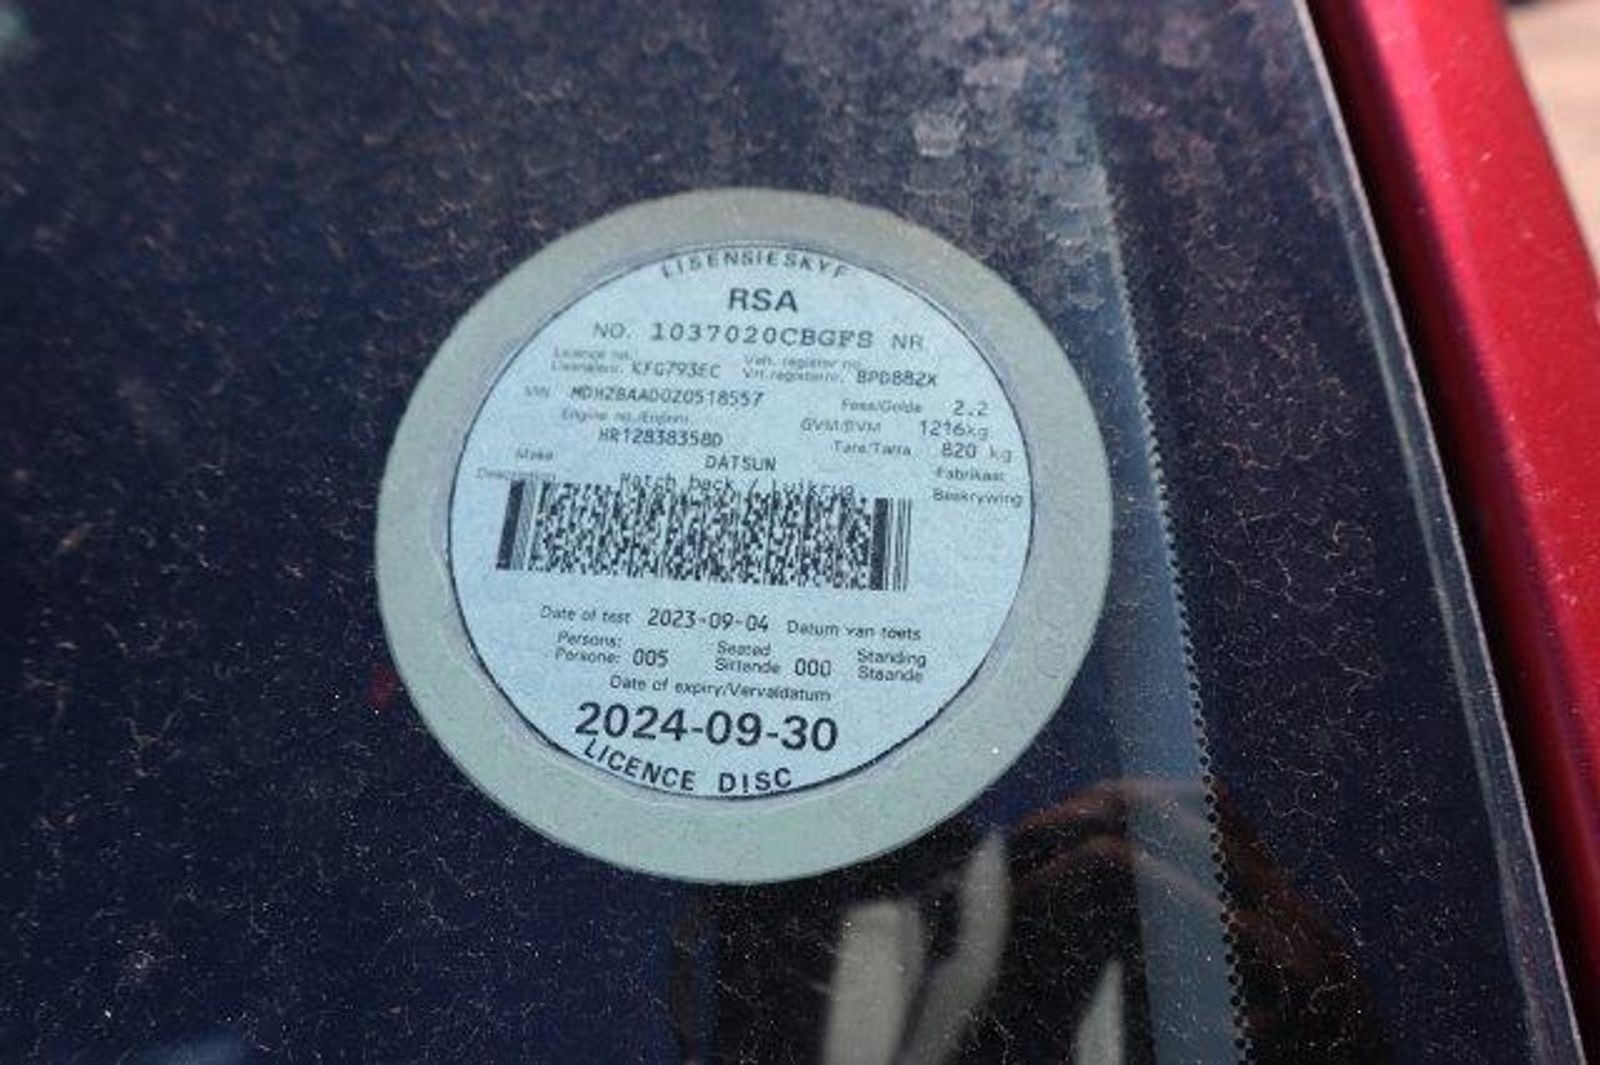 LISENSIESKYF
RSA
NO. 1037020CBGFS NR
Licence no. Veh. register no.
Lisensienr. KFG793EC Vrt.registernr. BPD882X
VIN MDHZBAAD0Z0518557
Fees/Gelde 2.2
Engine no./Enjinnr. GVM/BVM 1216kg
HR12838358D Tare/Tarra 820 kg
Make DATSUN Fabrikaat
Description Hatch back / Luikrug Beskrywing
Date of test 2023-09-04 Datum van toets
Persons: Seated Standing
Persone: 005 Sittende 000 Staande
Date of expiry/Vervaldatum
2024-09-30
LICENCE DISC